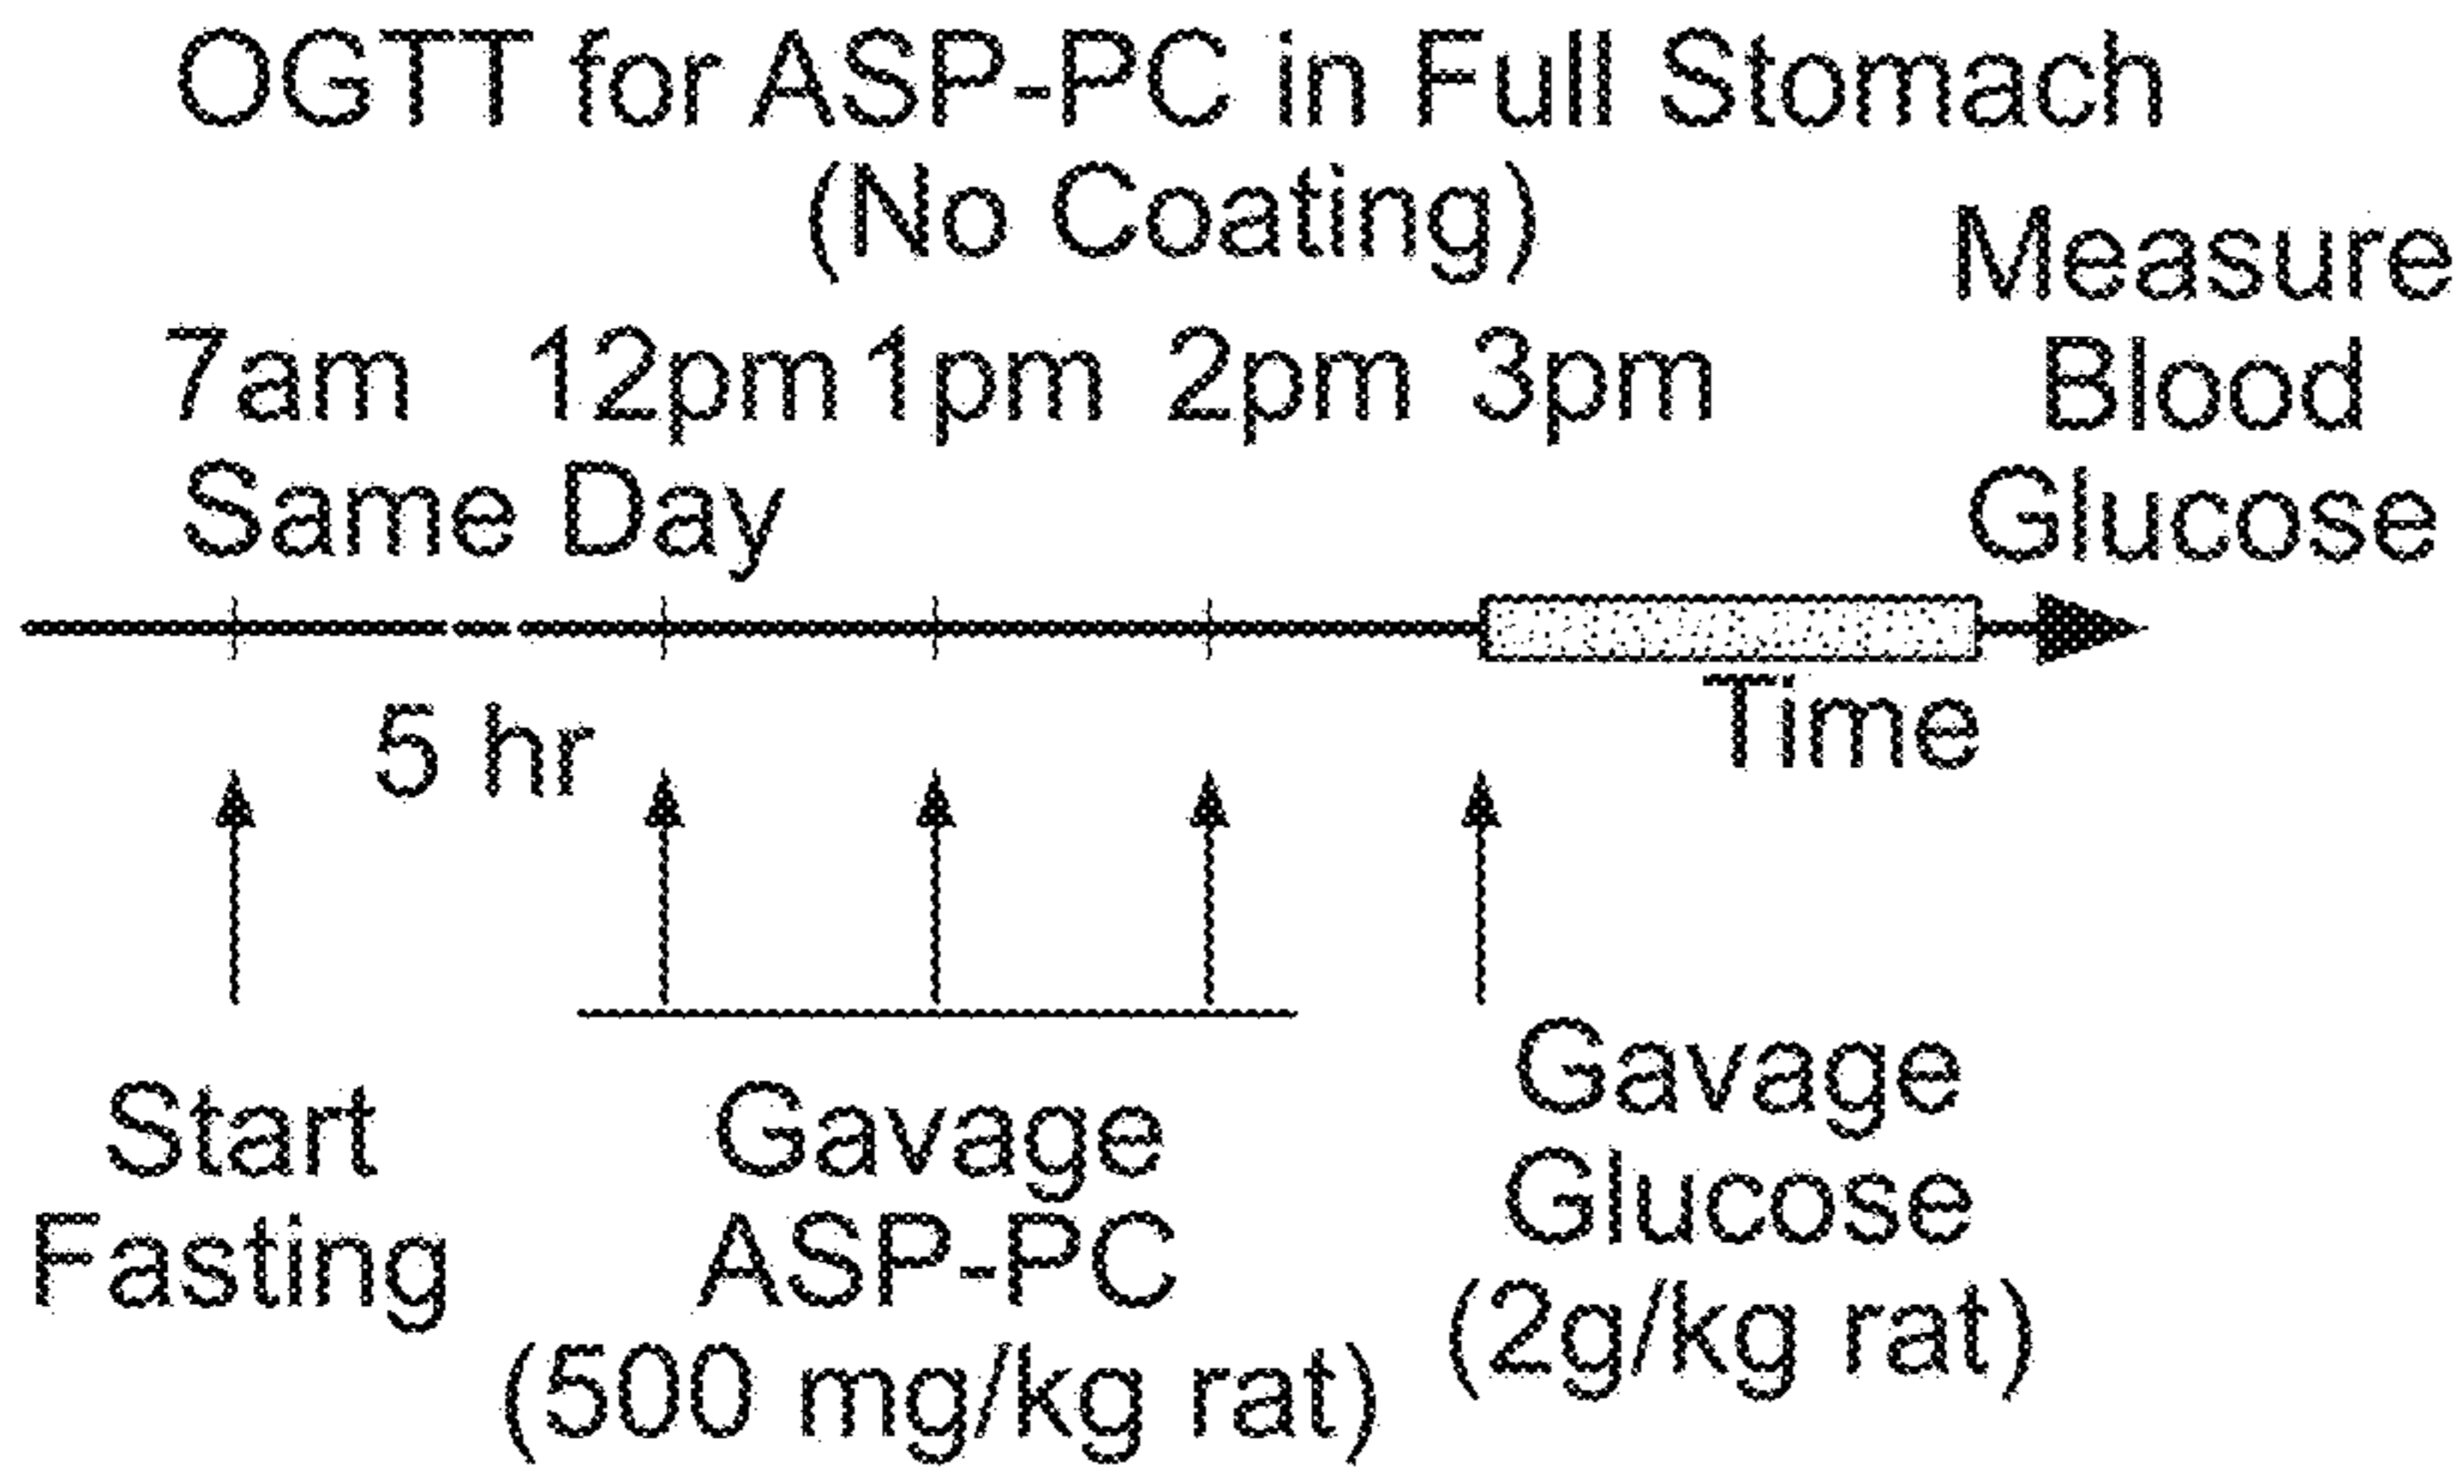 OGTT for ASP-PC in Full Stomach
(No Coating)
7am 12pm 1pm 2pm 3pm
Same Day
Measure
Blood
Glucose
5 hr
Time
Start
Fasting
Gavage
ASP-PC
(500 mg/kg rat)
Gavage
Glucose
(2g/kg rat)